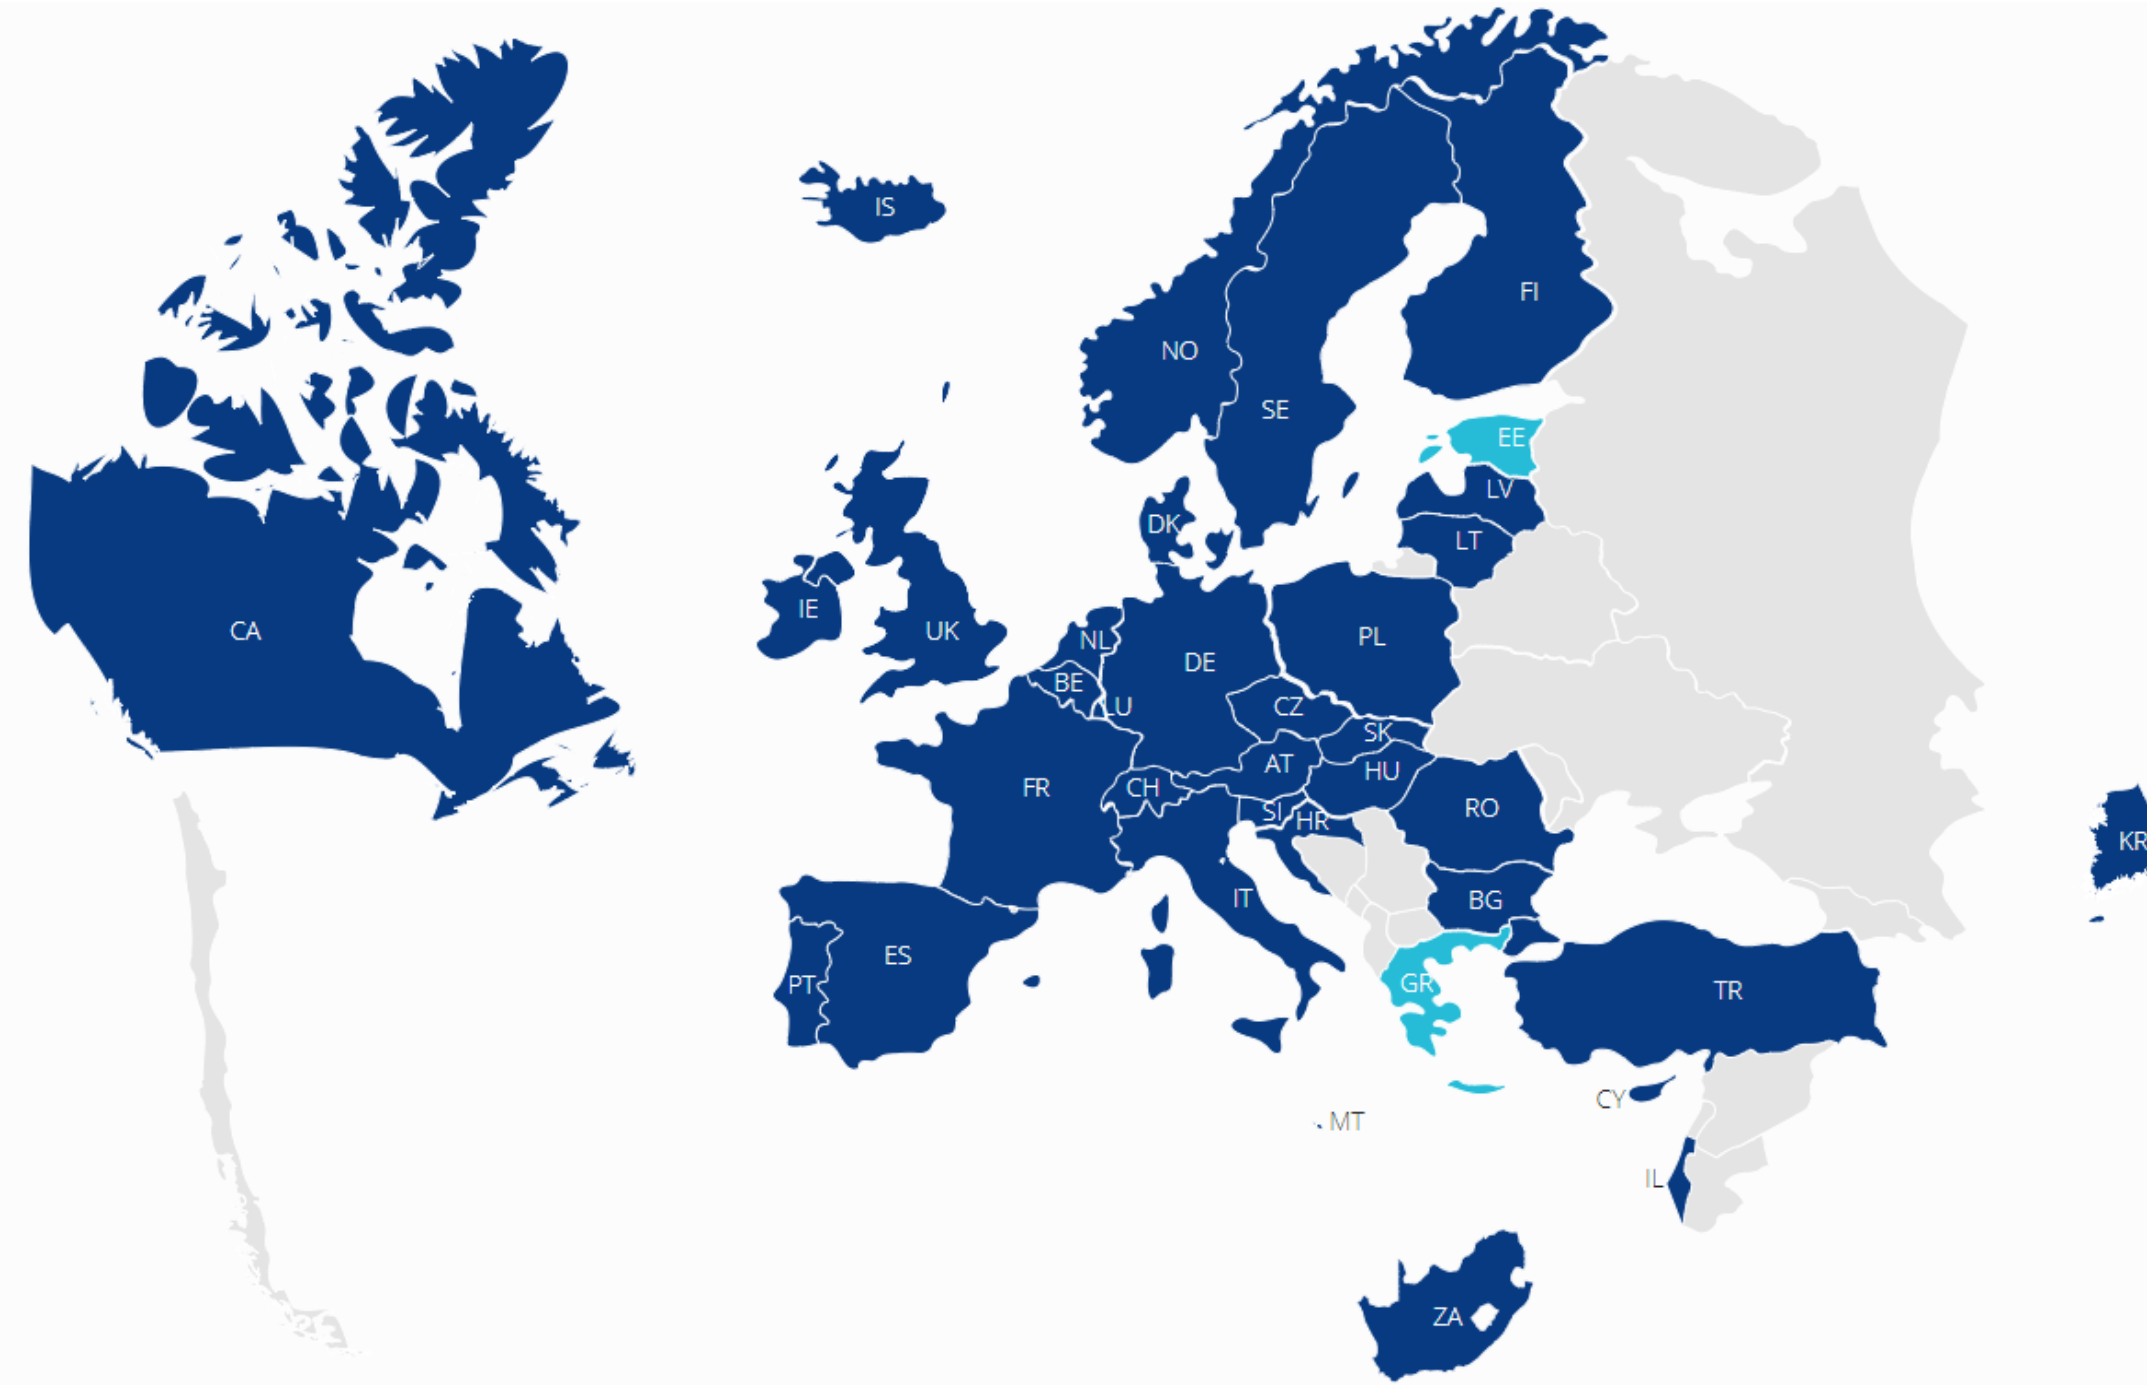 IS
FI
NO
SE
EE
LV
DK
LT
IE
CA
UK
NL
PL
DE
BE
LU
CZ
SK
AT
HU
FR
CH
RO
SI
HR
KR
IT
BG
ES
PT
GR
TR
CY
MT
IL
ZA